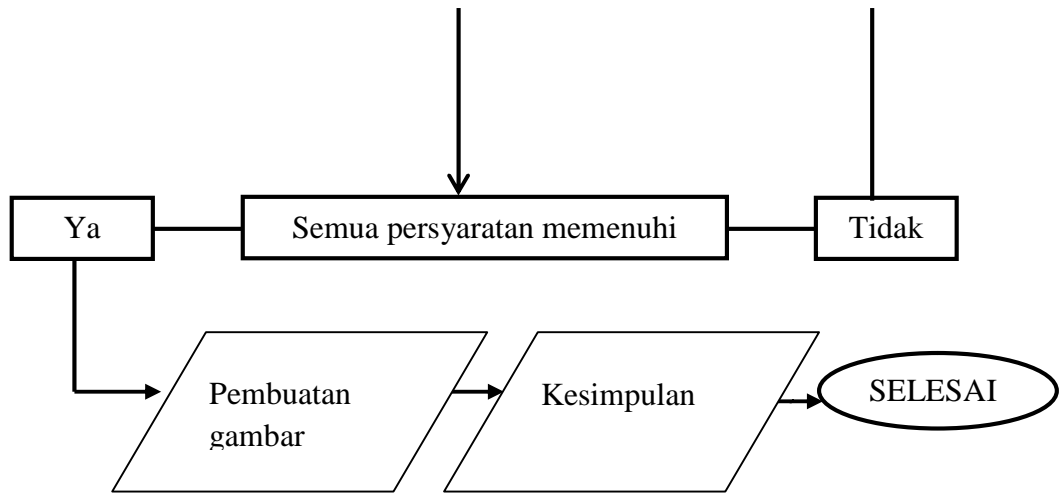 Ya
Semua persyaratan memenuhi
Tidak
Pembuatan
gambar
Kesimpulan
SELESAI